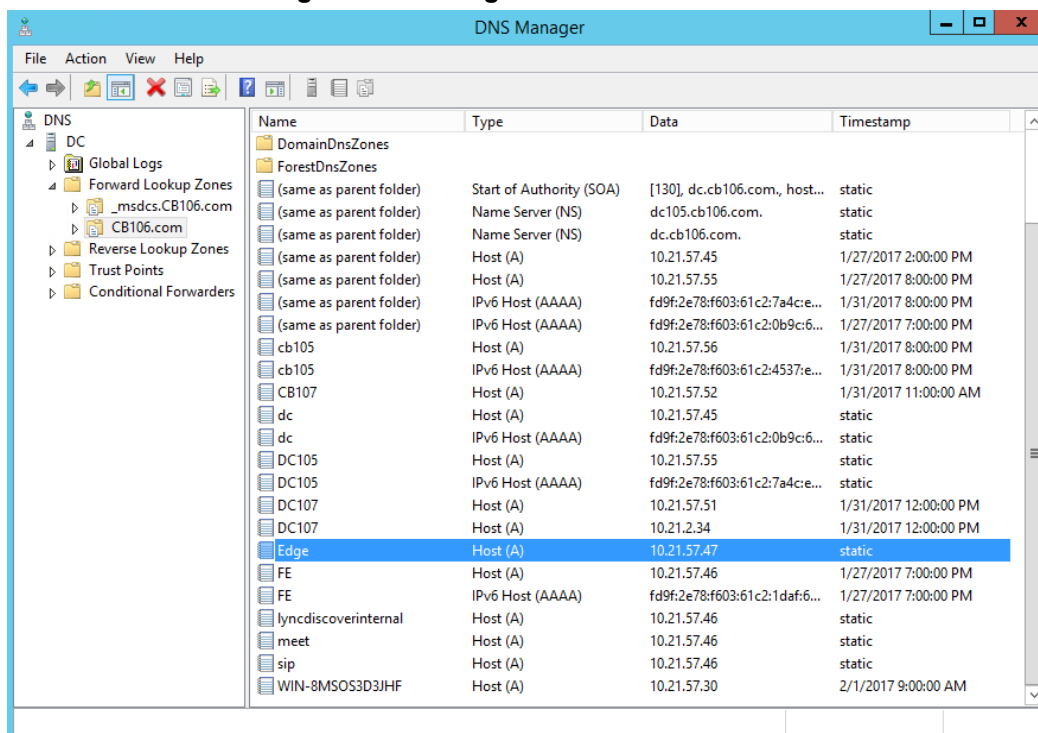 DNS Manager
File Action View Help
DNS
DC
Global Logs
Forward Lookup Zones
_msdcs.CB106.com
CB106.com
Reverse Lookup Zones
Trust Points
Conditional Forwarders
Name Type Data Timestamp
DomainDnsZones
ForestDnsZones
(same as parent folder) Start of Authority (SOA) [130], dc.cb106.com., host... static
(same as parent folder) Name Server (NS) dc105.cb106.com. static
(same as parent folder) Name Server (NS) dc.cb106.com. static
(same as parent folder) Host (A) 10.21.57.45 1/27/2017 2:00:00 PM
(same as parent folder) Host (A) 10.21.57.55 1/27/2017 8:00:00 PM
(same as parent folder) IPv6 Host (AAAA) fd9f:2e78:f603:61c2:7a4c:e... 1/31/2017 8:00:00 PM
(same as parent folder) IPv6 Host (AAAA) fd9f:2e78:f603:61c2:0b9c:6... 1/27/2017 7:00:00 PM
cb105 Host (A) 10.21.57.56 1/31/2017 8:00:00 PM
cb105 IPv6 Host (AAAA) fd9f:2e78:f603:61c2:4537:e... 1/31/2017 8:00:00 PM
CB107 Host (A) 10.21.57.52 1/31/2017 11:00:00 AM
dc Host (A) 10.21.57.45 static
dc IPv6 Host (AAAA) fd9f:2e78:f603:61c2:0b9c:6... static
DC105 Host (A) 10.21.57.55 static
DC105 IPv6 Host (AAAA) fd9f:2e78:f603:61c2:7a4c:e... static
DC107 Host (A) 10.21.57.51 1/31/2017 12:00:00 PM
DC107 Host (A) 10.21.2.34 1/31/2017 12:00:00 PM
Edge Host (A) 10.21.57.47 static
FE Host (A) 10.21.57.46 1/27/2017 7:00:00 PM
FE IPv6 Host (AAAA) fd9f:2e78:f603:61c2:1daf:6... 1/27/2017 7:00:00 PM
lyncdiscoverinternal Host (A) 10.21.57.46 static
meet Host (A) 10.21.57.46 static
sip Host (A) 10.21.57.46 static
WIN-8MSOS3D3JHF Host (A) 10.21.57.30 2/1/2017 9:00:00 AM